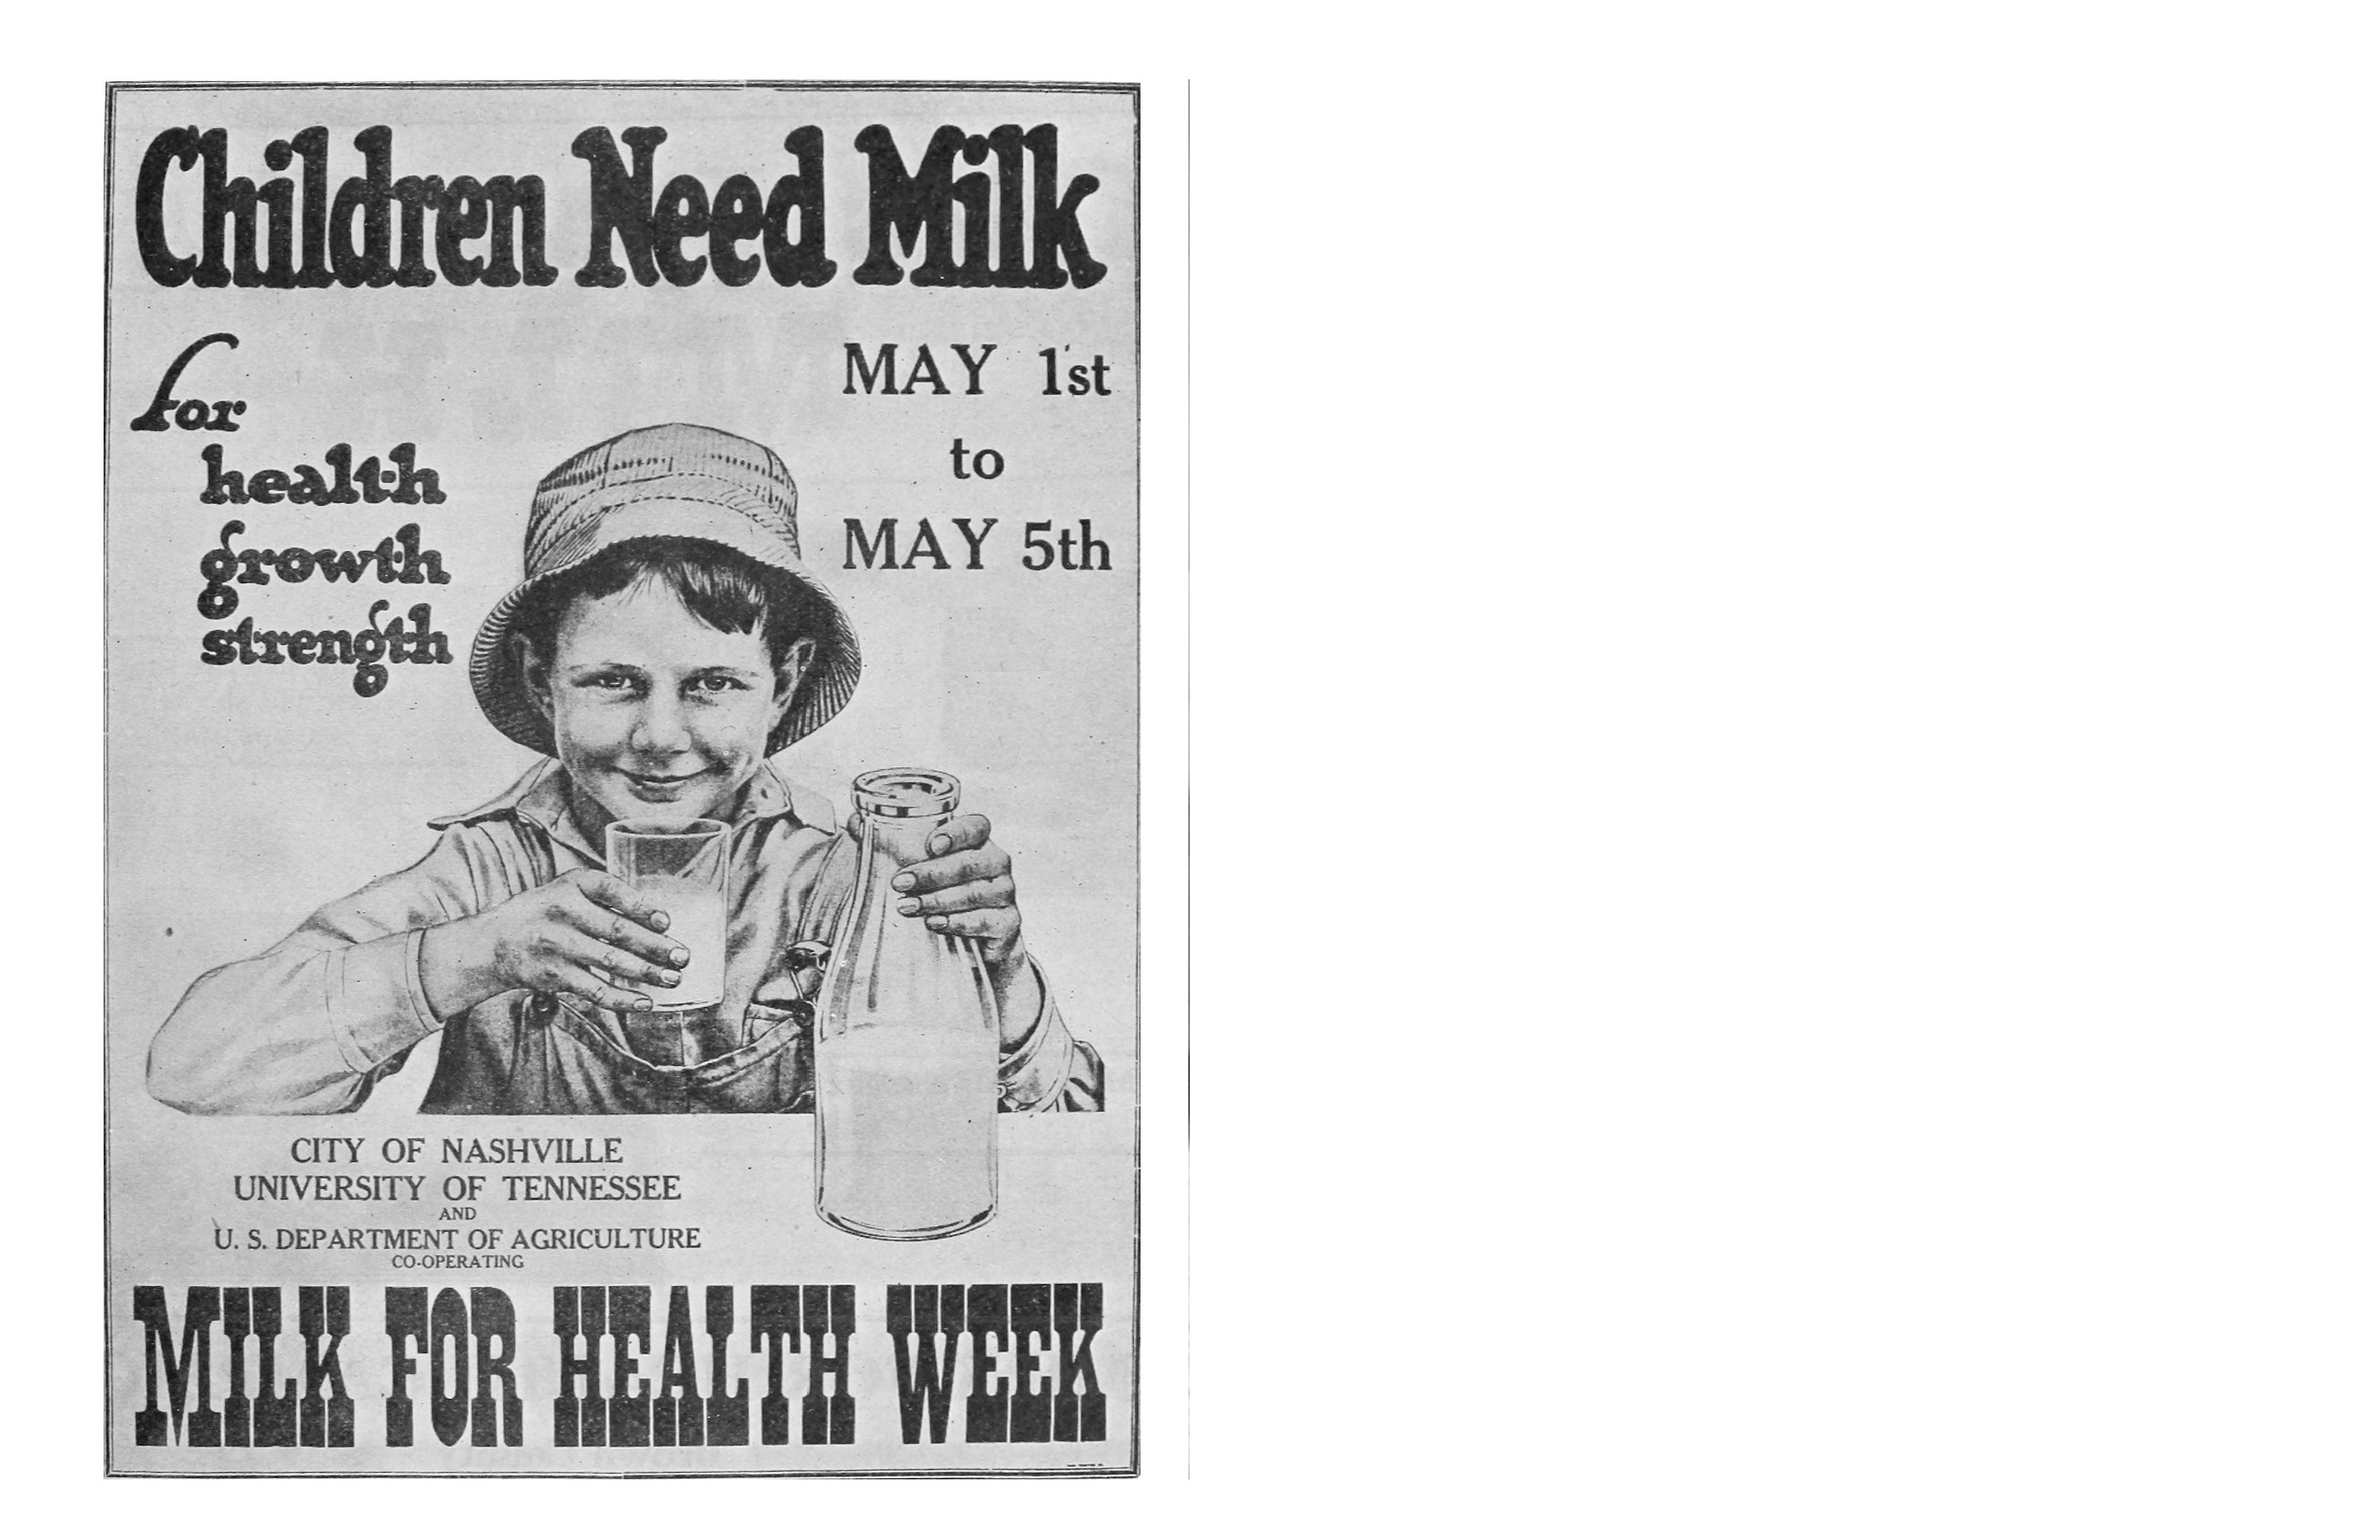 Children Need Milk
for
health
growth
strength
MAY 1st
to
MAY 5th
CITY OF NASHVILLE
UNIVERSITY OF TENNESSEE
AND
U. S. DEPARTMENT OF AGRICULTURE
CO-OPERATING
MILK FOR HEALTH WEEK